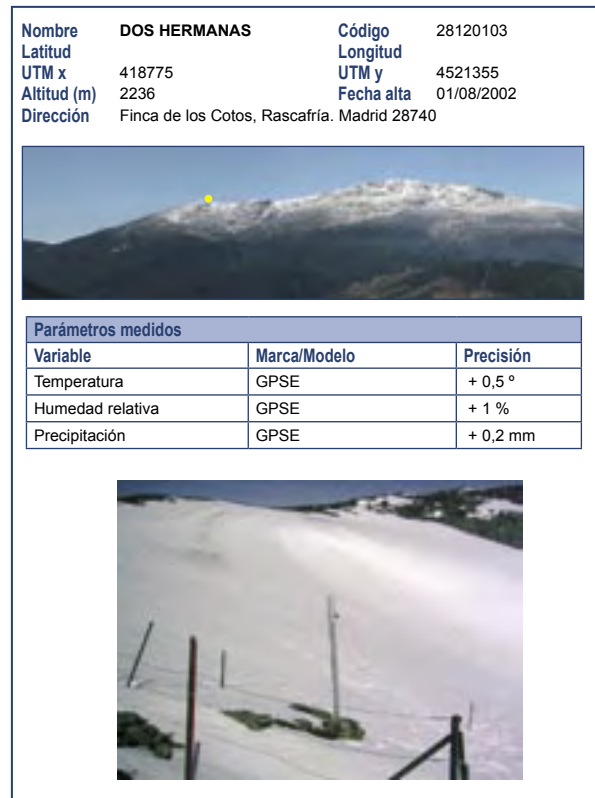 Nombre DOS HERMANAS Código 28120103
Latitud Longitud
UTM x 418775 UTM y 4521355
Altitud (m) 2236 Fecha alta 01/08/2002
Dirección Finca de los Cotos, Rascafría. Madrid 28740
Parámetros medidos
Variable Marca/Modelo Precisión
Temperatura GPSE + 0,5 º
Humedad relativa GPSE + 1 %
Precipitación GPSE + 0,2 mm